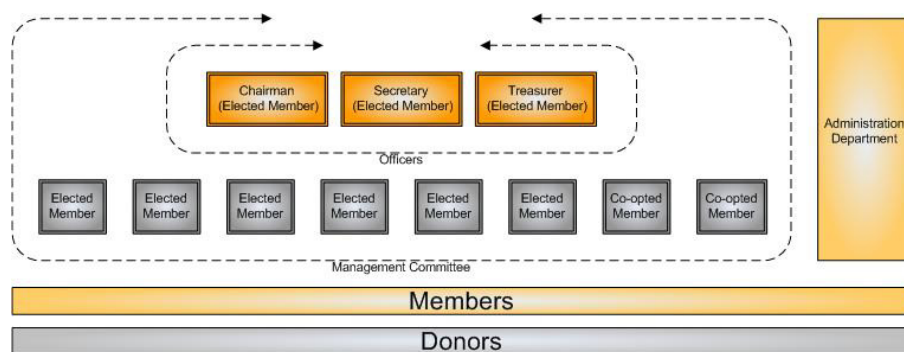 Chairman
(Elected Member)
Secretary
(Elected Member)
Treasurer
(Elected Member)
Administration
Department
Officers
Elected
Member
Elected
Member
Elected
Member
Elected
Member
Elected
Member
Elected
Member
Co-opted
Member
Co-opted
Member
Management Committee
Members
Donors